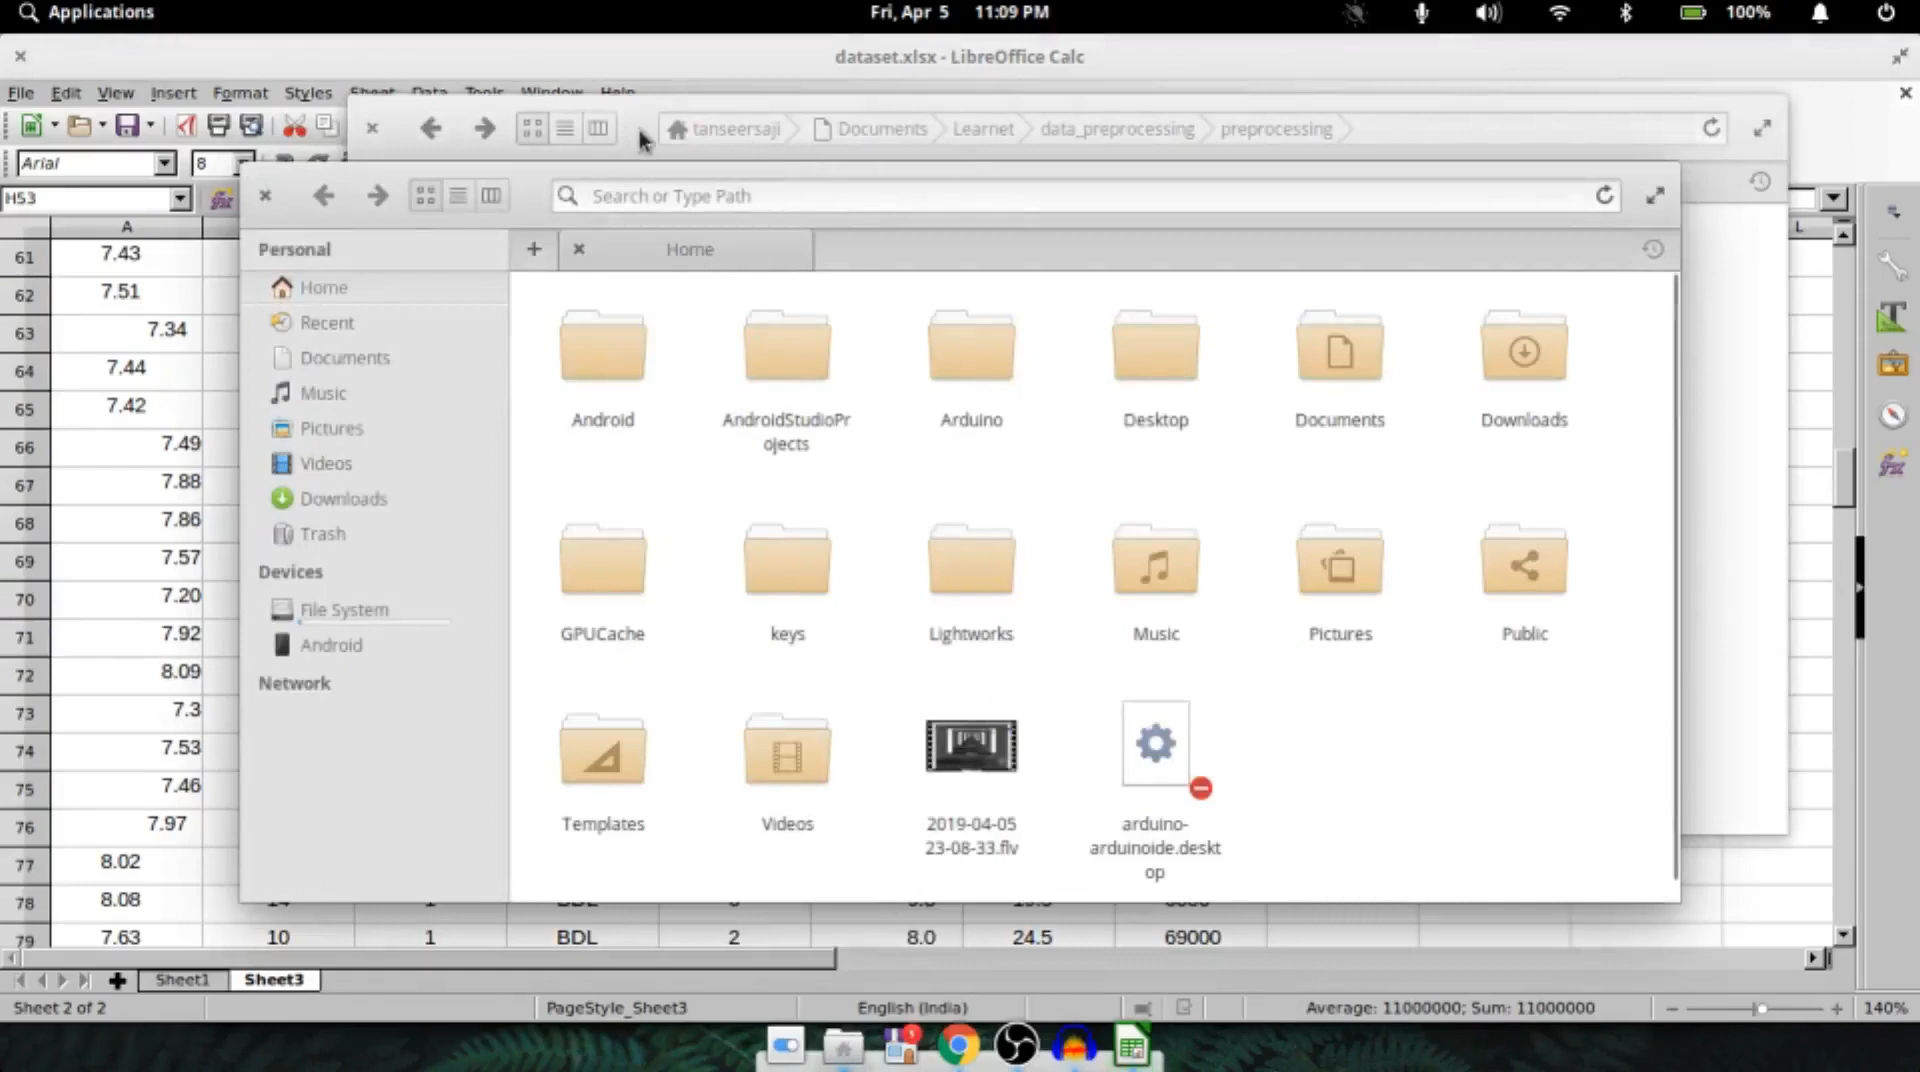 Applications
Fri, Apr 5 11:09 PM
100%
dataset.xlsx - LibreOffice Calc
File Edit View Insert Format Styles Sheet Data Tools Window Help
tanseersaji Documents Learnet data_preprocessing preprocessing
Arial 8
H53
Search or Type Path
A
L
Personal
Home
Home
Recent
Documents
Music
Pictures
Videos
Downloads
Trash
Devices
File System
Android
Network
Android
AndroidStudioPr
ojects
Arduino
Desktop
Documents
Downloads
GPUCache
keys
Lightworks
Music
Pictures
Public
Templates
Videos
2019-04-05
23-08-33.flv
arduino-
arduinoide.deskt
op
61 7.43
62 7.51
63 7.34
64 7.44
65 7.42
66 7.49
67 7.88
68 7.86
69 7.57
70 7.20
71 7.92
72 8.09
73 7.3
74 7.53
75 7.46
76 7.97
77 8.02
78 8.08
79 7.63 10 1 BDL 2 8.0 24.5 69000
Sheet1 Sheet3
Sheet 2 of 2
PageStyle_Sheet3
English (India)
Average: 11000000; Sum: 11000000
140%
1